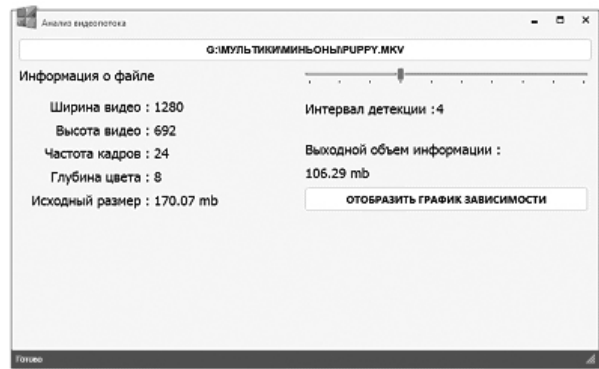 Анализ видеопотока
G:\МУЛЬТИКИ\МИНЬОНЫ\PUPPY.MKV
Информация о файле
Ширина видео : 1280
Высота видео : 692
Частота кадров : 24
Глубина цвета : 8
Исходный размер : 170.07 mb
Интервал детекции :4
Выходной объем информации :
106.29 mb
ОТОБРАЗИТЬ ГРАФИК ЗАВИСИМОСТИ
Готово